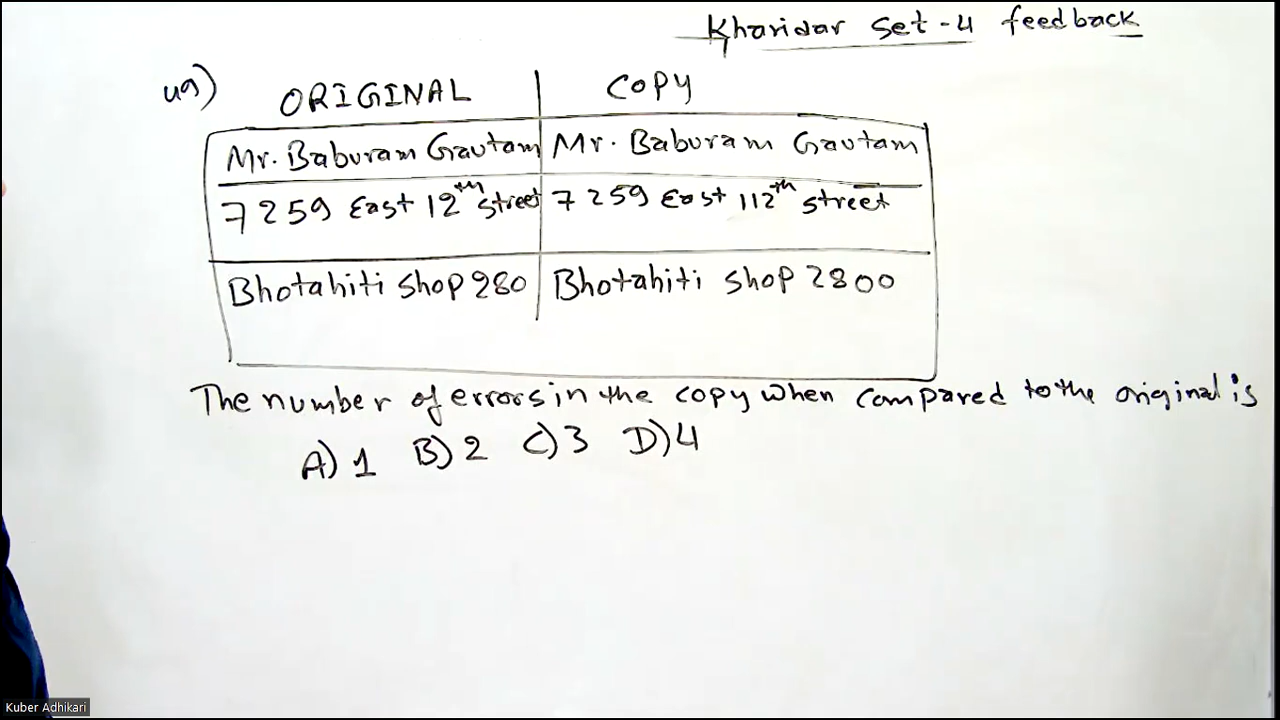 Kharidar set-4 feedback
49) ORIGINAL COPY
Mr. Baburam Gautam Mr. Baburam Gautam
7259 East 12th street 7259 East 112th street
Bhotahiti shop 280 Bhotahiti shop 2800
The number of errors in the copy when compared to the original is
A) 1 B) 2 C) 3 D) 4
Kuber Adhikari